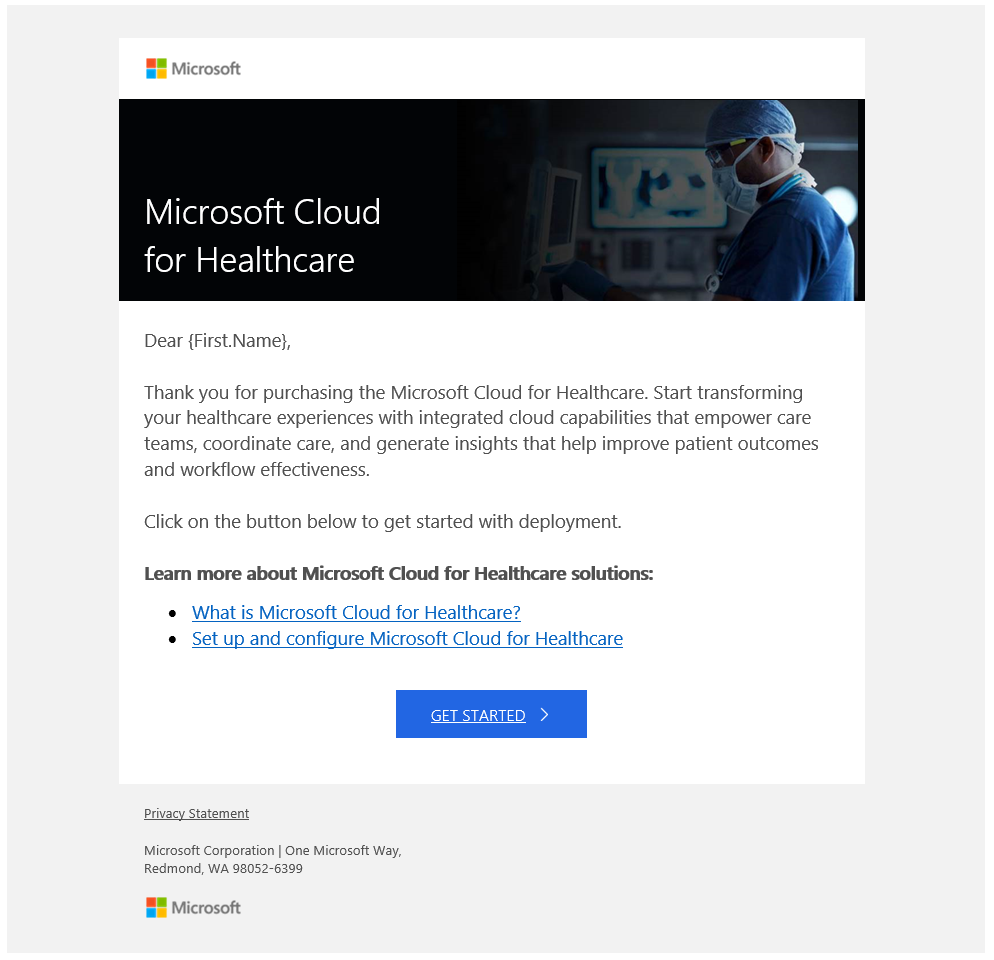 Microsoft
Microsoft Cloud
for Healthcare
Dear {First.Name},
Thank you for purchasing the Microsoft Cloud for Healthcare. Start transforming
your healthcare experiences with integrated cloud capabilities that empower care
teams, coordinate care, and generate insights that help improve patient outcomes
and workflow effectiveness.
Click on the button below to get started with deployment.
Learn more about Microsoft Cloud for Healthcare solutions:
• What is Microsoft Cloud for Healthcare?
• Set up and configure Microsoft Cloud for Healthcare
GET STARTED
Privacy Statement
Microsoft Corporation | One Microsoft Way,
Redmond, WA 98052-6399
Microsoft